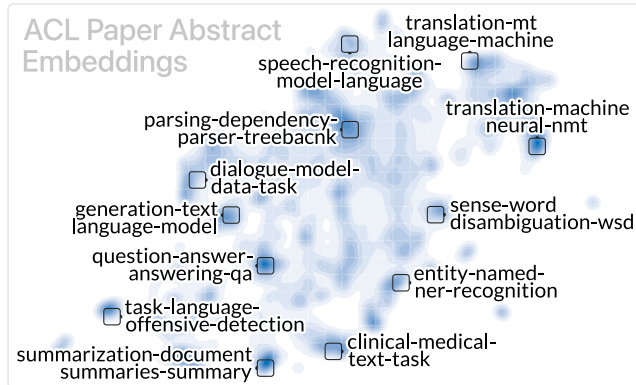 ACL Paper Abstract
Embeddings
translation-mt
language-machine
speech-recognition-
model-language
translation-machine
neural-nmt
parsing-dependency-
parser-treebacnk
dialogue-model-
data-task
generation-text
language-model
sense-word
disambiguation-wsd
question-answer-
answering-qa
entity-named-
ner-recognition
task-language-
offensive-detection
clinical-medical-
text-task
summarization-document
summaries-summary